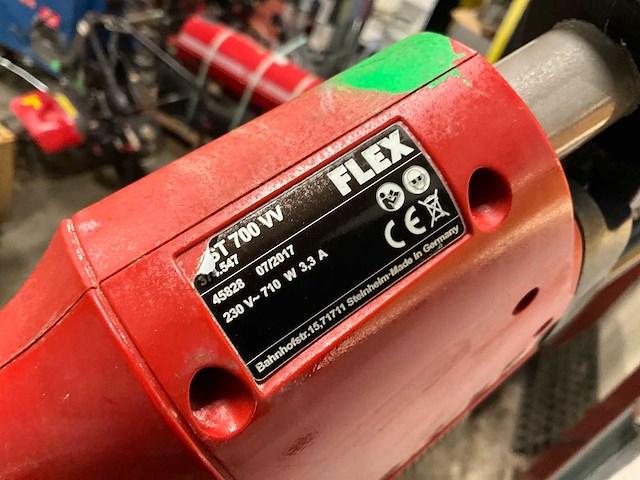 FLEX
ST 700 VV
.547
45828 07/2017
230 V~ 710 W 3,3 A
CE
Bahnhofstr.15,71711 Steinheim-Made in Germany